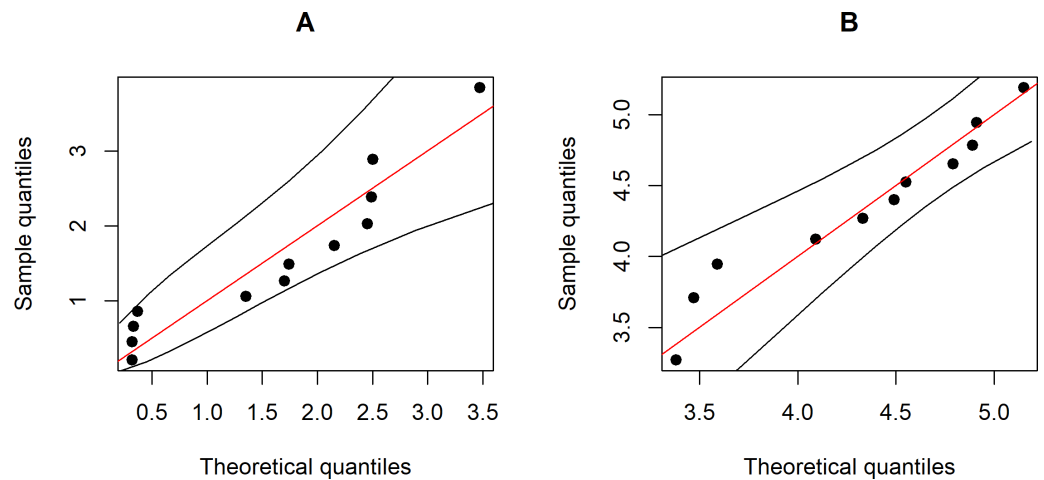 A
Sample quantiles
3
2
1
0.5 1.0 1.5 2.0 2.5 3.0 3.5
Theoretical quantiles
B
Sample quantiles
5.0
4.5
4.0
3.5
3.5 4.0 4.5 5.0
Theoretical quantiles